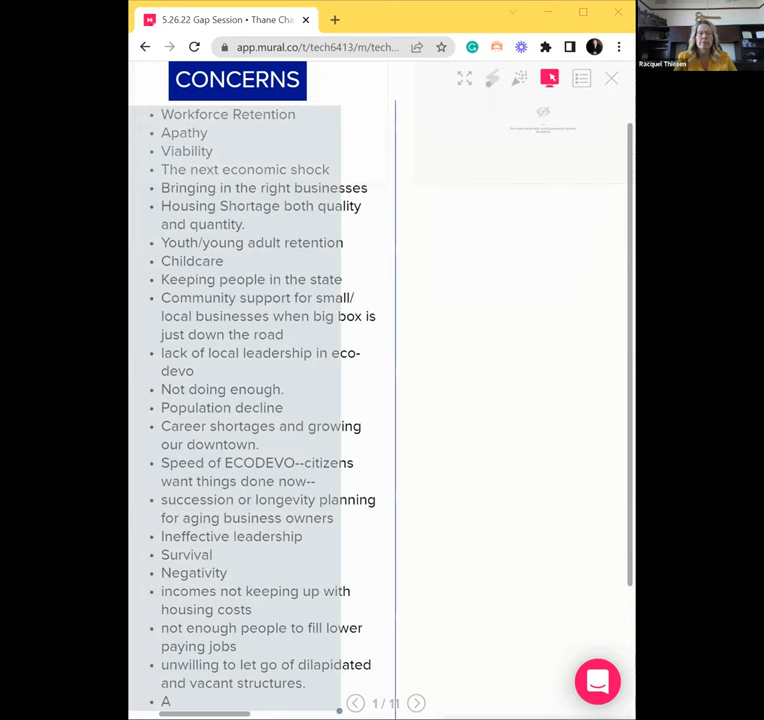 5.26.22 Gap Session • Thane Cha
app.mural.co/t/tech6413/m/tech...
Racquel Thiesen
CONCERNS
• Workforce Retention
• Apathy
• Viability
• The next economic shock
• Bringing in the right businesses
• Housing Shortage both quality
and quantity.
• Youth/young adult retention
• Childcare
• Keeping people in the state
• Community support for small/
local businesses when big box is
just down the road
• lack of local leadership in eco-
devo
• Not doing enough.
• Population decline
• Career shortages and growing
our downtown.
• Speed of ECODEVO--citizens
want things done now--
• succession or longevity planning
for aging business owners
• Ineffective leadership
• Survival
• Negativity
• incomes not keeping up with
housing costs
• not enough people to fill lower
paying jobs
• unwilling to let go of dilapidated
and vacant structures.
• A
1 / 11